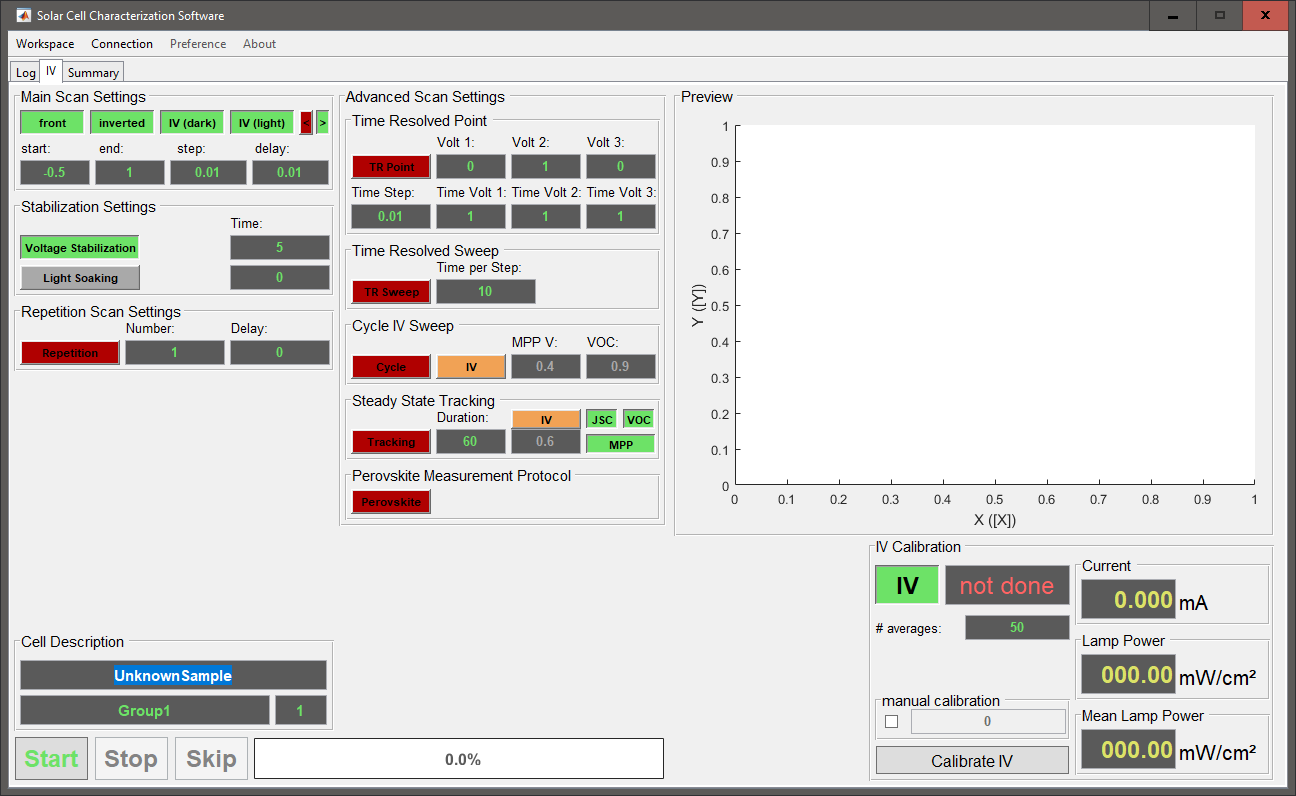 Solar Cell Characterization Software
Workspace Connection Preference About
Log IV Summary
Main Scan Settings
front inverted IV (dark) IV (light) < >
start: end: step: delay:
-0.5 1 0.01 0.01
Stabilization Settings
Time:
Voltage Stabilization 5
Light Soaking 0
Repetition Scan Settings
Number: Delay:
Repetition 1 0
Advanced Scan Settings
Time Resolved Point
Volt 1: Volt 2: Volt 3:
TR Point 0 1 0
Time Step: Time Volt 1: Time Volt 2: Time Volt 3:
0.01 1 1 1
Time Resolved Sweep
Time per Step:
TR Sweep 10
Cycle IV Sweep
MPP V: VOC:
Cycle IV 0.4 0.9
Steady State Tracking
Duration: IV JSC VOC
Tracking 60 0.6 MPP
Perovskite Measurement Protocol
Perovskite
Preview
1
0.9
0.8
0.7
0.6
0.5
0.4
0.3
0.2
0.1
0
Y ([Y])
0 0.1 0.2 0.3 0.4 0.5 0.6 0.7 0.8 0.9 1
X ([X])
IV Calibration
IV not done
# averages: 50
manual calibration
0
Calibrate IV
Current
0.000 mA
Lamp Power
000.00 mW/cm²
Mean Lamp Power
000.00 mW/cm²
Cell Description
UnknownSample
Group1 1
Start Stop Skip 0.0%